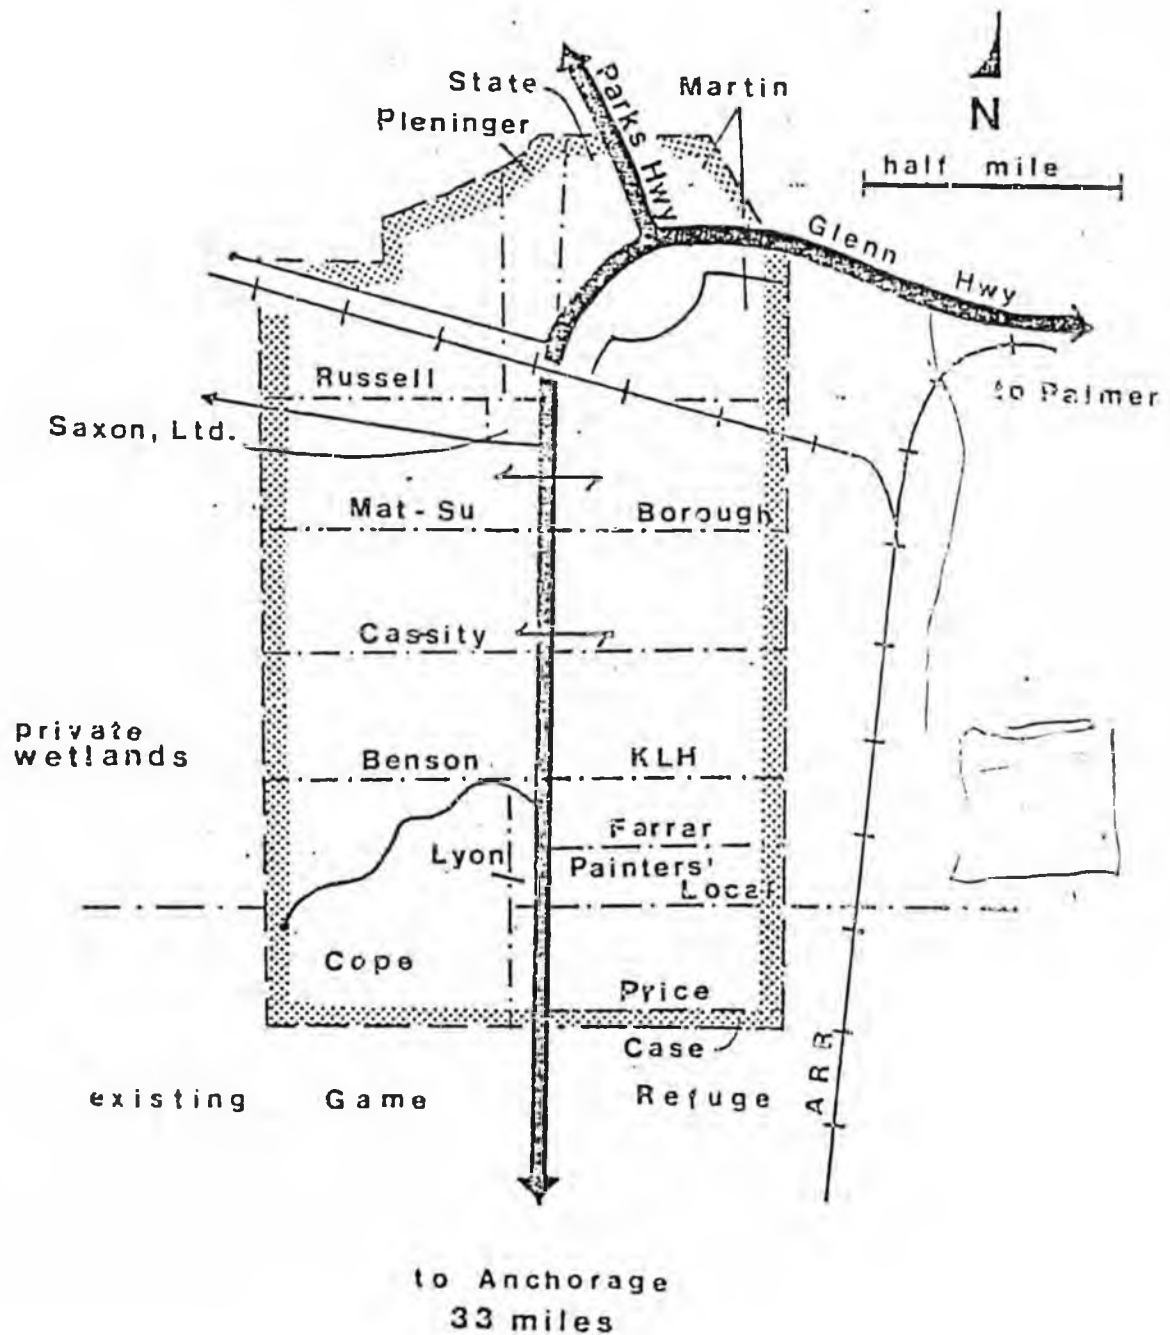 State
Pleninger
Parks Hwy
Martin
N
half mile
Glenn Hwy
to Palmer
Russell
Saxon, Ltd.
Mat-Su Borough
Cassity
private
wetlands
Benson
KLH
Farrar
Lyon
Painters'
Local
Cope
Price
Case
existing Game Refuge
ARR
to Anchorage
33 miles